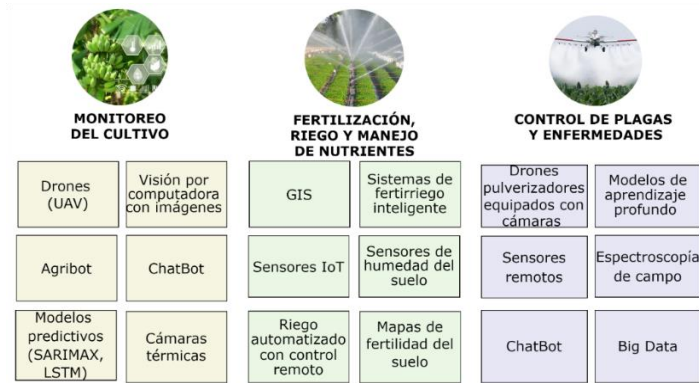 MONITOREO
DEL CULTIVO
Drones
(UAV)
Visión por
computadora
con imágenes
Agribot
ChatBot
Modelos
predictivos
(SARIMAX,
LSTM)
Cámaras
térmicas
FERTILIZACIÓN,
RIEGO Y MANEJO
DE NUTRIENTES
GIS
Sistemas de
fertirriego
inteligente
Sensores IoT
Sensores de
humedad del
suelo
Riego
automatizado
con control
remoto
Mapas de
fertilidad del
suelo
CONTROL DE PLAGAS
Y ENFERMEDADES
Drones
pulverizadores
equipados con
cámaras
Modelos de
aprendizaje
profundo
Sensores
remotos
Espectroscopía
de campo
ChatBot
Big Data